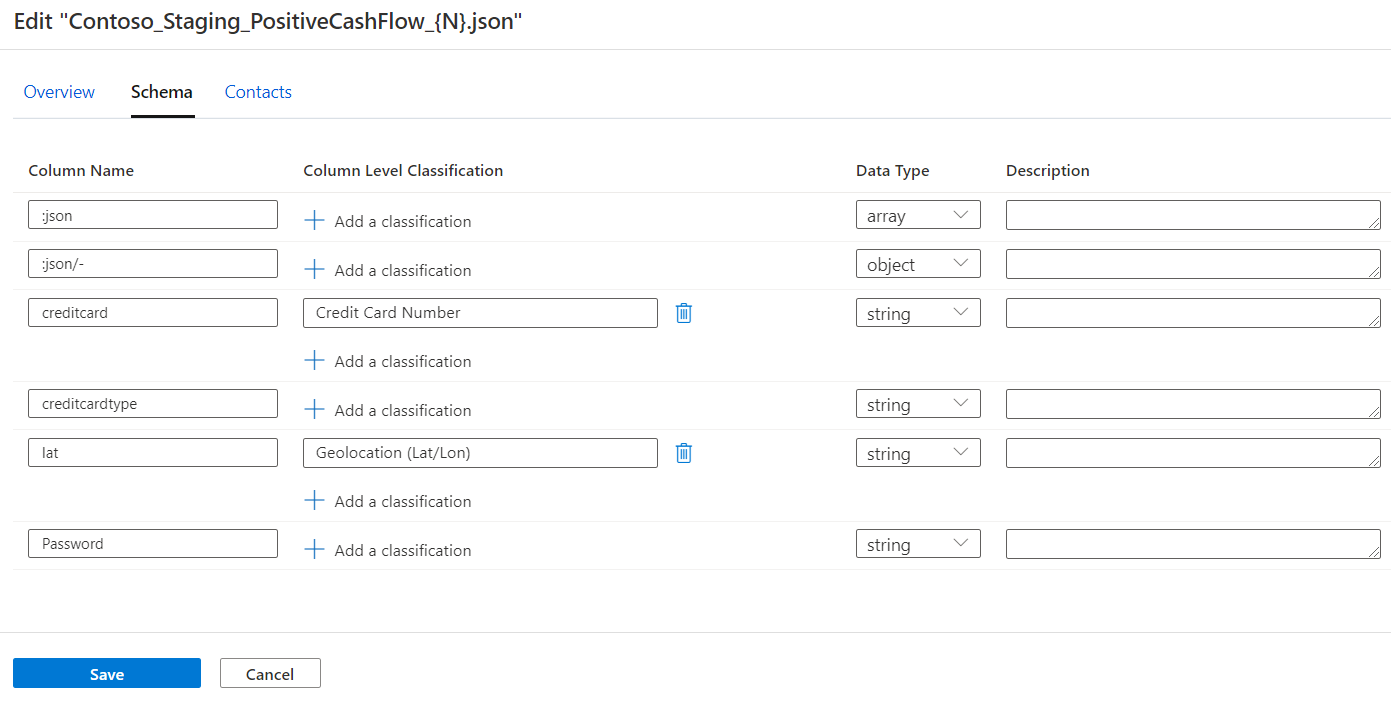 Edit "Contoso_Staging_PositiveCashFlow_{N}.json"
Overview Schema Contacts
Column Name Column Level Classification Data Type Description
:json Add a classification array
:json/- Add a classification object
creditcard Credit Card Number string
Add a classification
creditcardtype Add a classification string
lat Geolocation (Lat/Lon) string
Add a classification
Password Add a classification string
Save Cancel